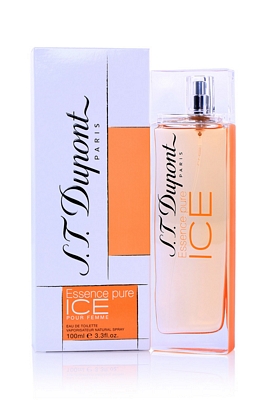 S.T. Dupont
PARIS
Essence pure
ICE
POUR FEMME
EAU DE TOILETTE
VAPORISATEUR NATURAL SPRAY
100ml e 3.3fl.oz.
S.T. Dupont
PARIS
Essence pure
ICE